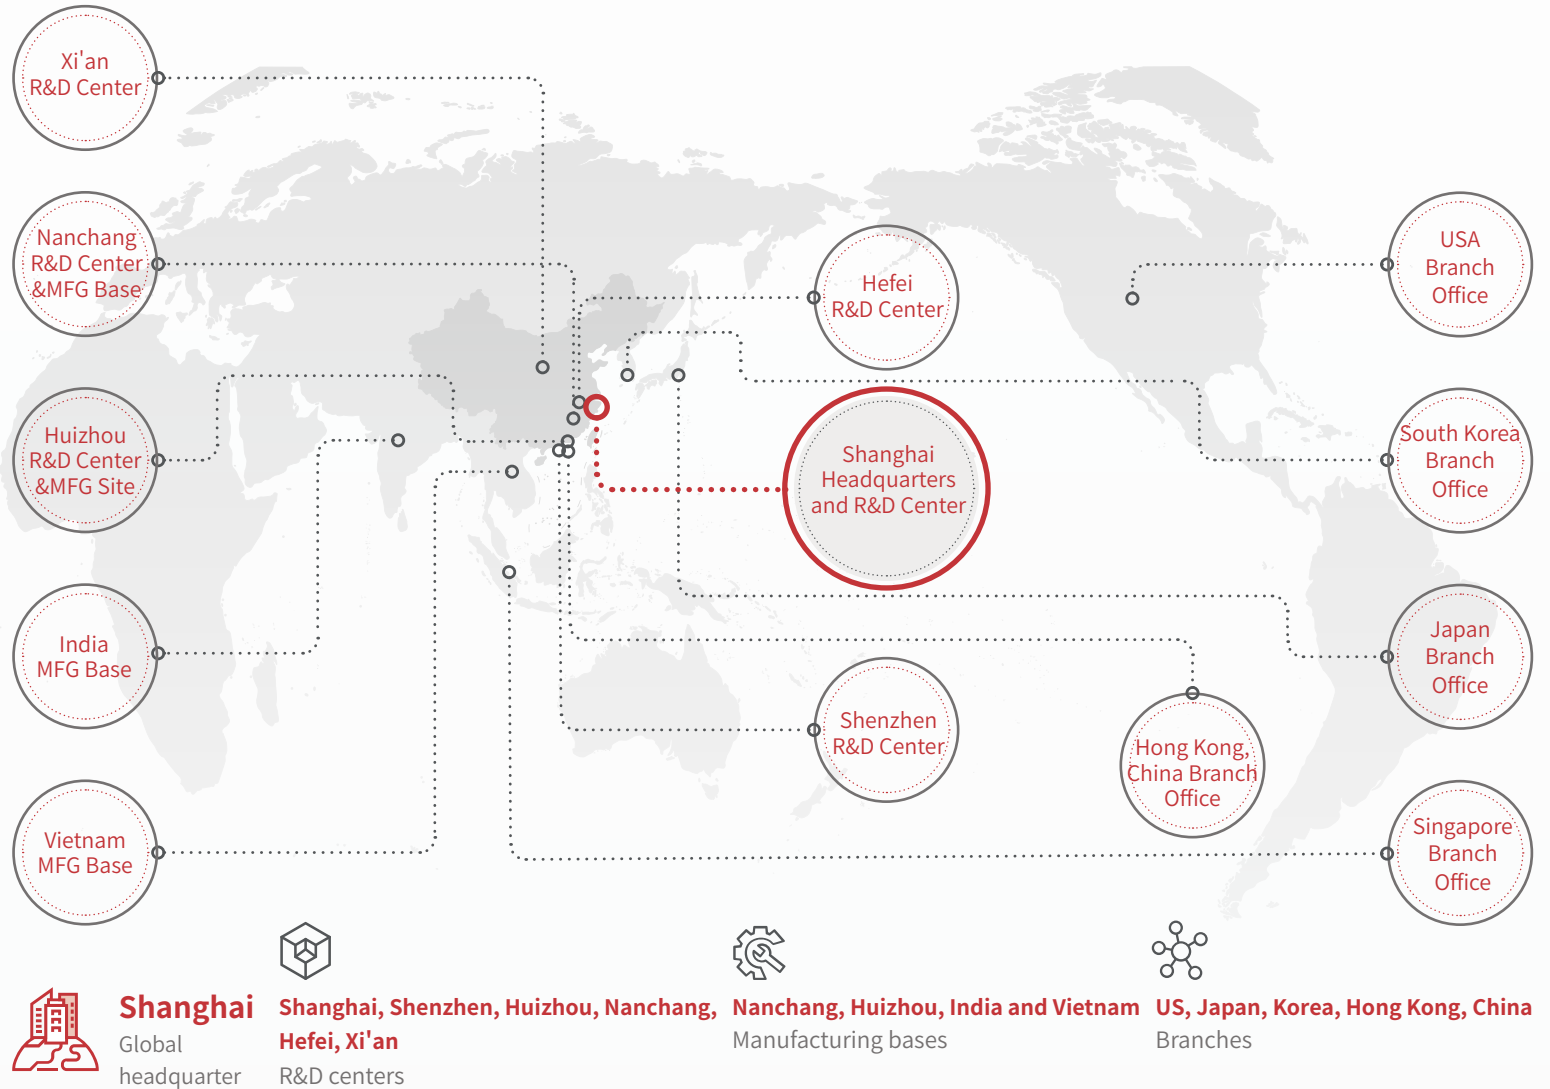 Xi'an
R&D Center
Nanchang
R&D Center
&MFG Base
Hefei
R&D Center
USA
Branch
Office
Huizhou
R&D Center
&MFG Site
Shanghai
Headquarters
and R&D Center
South Korea
Branch
Office
India
MFG Base
Japan
Branch
Office
Shenzhen
R&D Center
Hong Kong,
China Branch
Office
Vietnam
MFG Base
Singapore
Branch
Office
Shanghai
Global
headquarter
Shanghai, Shenzhen, Huizhou, Nanchang,
Hefei, Xi'an
R&D centers
Nanchang, Huizhou, India and Vietnam
Manufacturing bases
US, Japan, Korea, Hong Kong, China
Branches